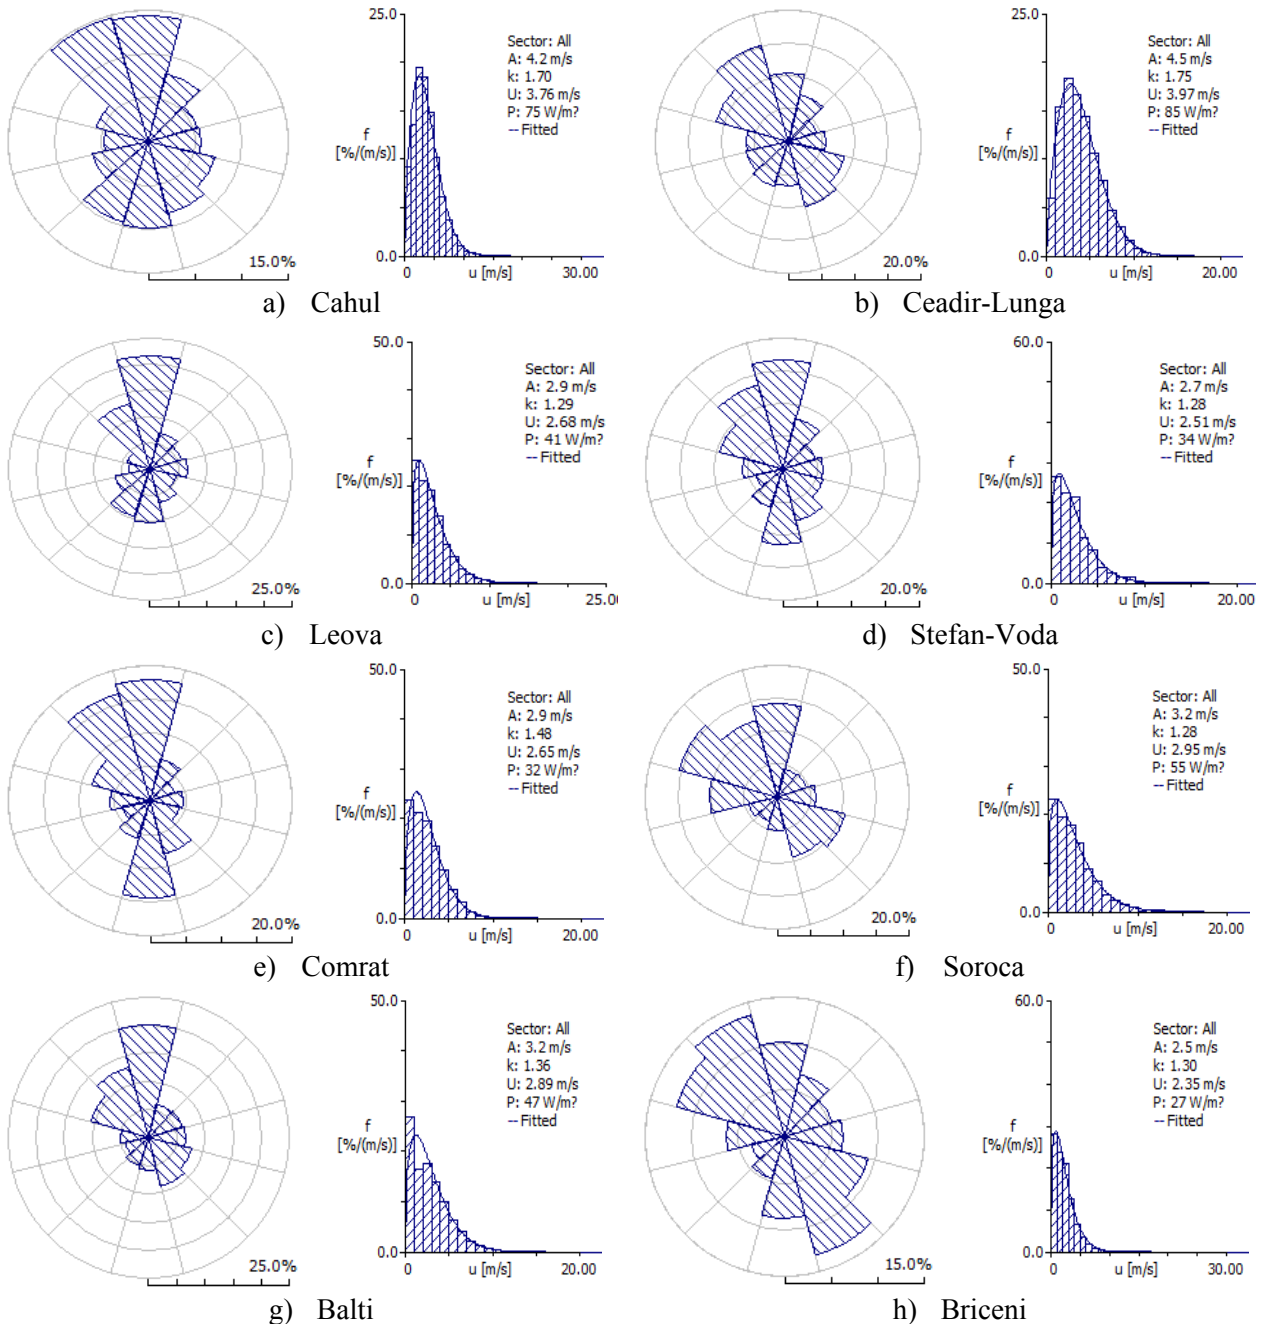 25.0
Sector: All
A: 4.2 m/s
k: 1.70
U: 3.76 m/s
P: 75 W/m?
-- Fitted
f
[%/(m/s)]
15.0%
0.0
0
u [m/s]
30.00
a) Cahul
25.0
Sector: All
A: 4.5 m/s
k: 1.75
U: 3.97 m/s
P: 85 W/m?
-- Fitted
f
[%/(m/s)]
20.0%
0.0
0
u [m/s]
20.00
b) Ceadir-Lunga
50.0
Sector: All
A: 2.9 m/s
k: 1.29
U: 2.68 m/s
P: 41 W/m?
-- Fitted
f
[%/(m/s)]
25.0%
0.0
0
u [m/s]
25.00
c) Leova
60.0
Sector: All
A: 2.7 m/s
k: 1.28
U: 2.51 m/s
P: 34 W/m?
-- Fitted
f
[%/(m/s)]
20.0%
0.0
0
u [m/s]
20.00
d) Stefan-Voda
50.0
Sector: All
A: 2.9 m/s
k: 1.48
U: 2.65 m/s
P: 32 W/m?
-- Fitted
f
[%/(m/s)]
20.0%
0.0
0
u [m/s]
20.00
e) Comrat
50.0
Sector: All
A: 3.2 m/s
k: 1.28
U: 2.95 m/s
P: 55 W/m?
-- Fitted
f
[%/(m/s)]
20.0%
0.0
0
u [m/s]
20.00
f) Soroca
50.0
Sector: All
A: 3.2 m/s
k: 1.36
U: 2.89 m/s
P: 47 W/m?
-- Fitted
f
[%/(m/s)]
25.0%
0.0
0
u [m/s]
20.00
g) Balti
60.0
Sector: All
A: 2.5 m/s
k: 1.30
U: 2.35 m/s
P: 27 W/m?
-- Fitted
f
[%/(m/s)]
15.0%
0.0
0
u [m/s]
30.00
h) Briceni